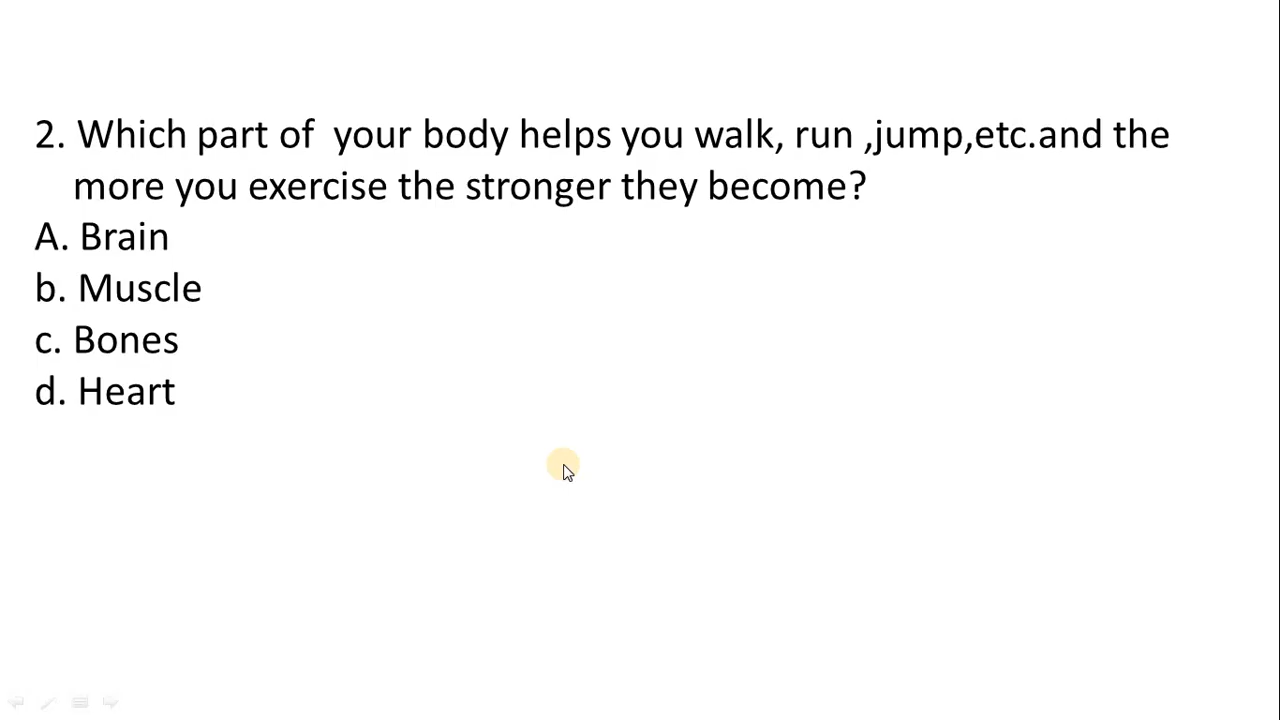 2. Which part of  your body helps you walk, run ,jump,etc.and the
more you exercise the stronger they become?
A. Brain
b. Muscle
c. Bones
d. Heart